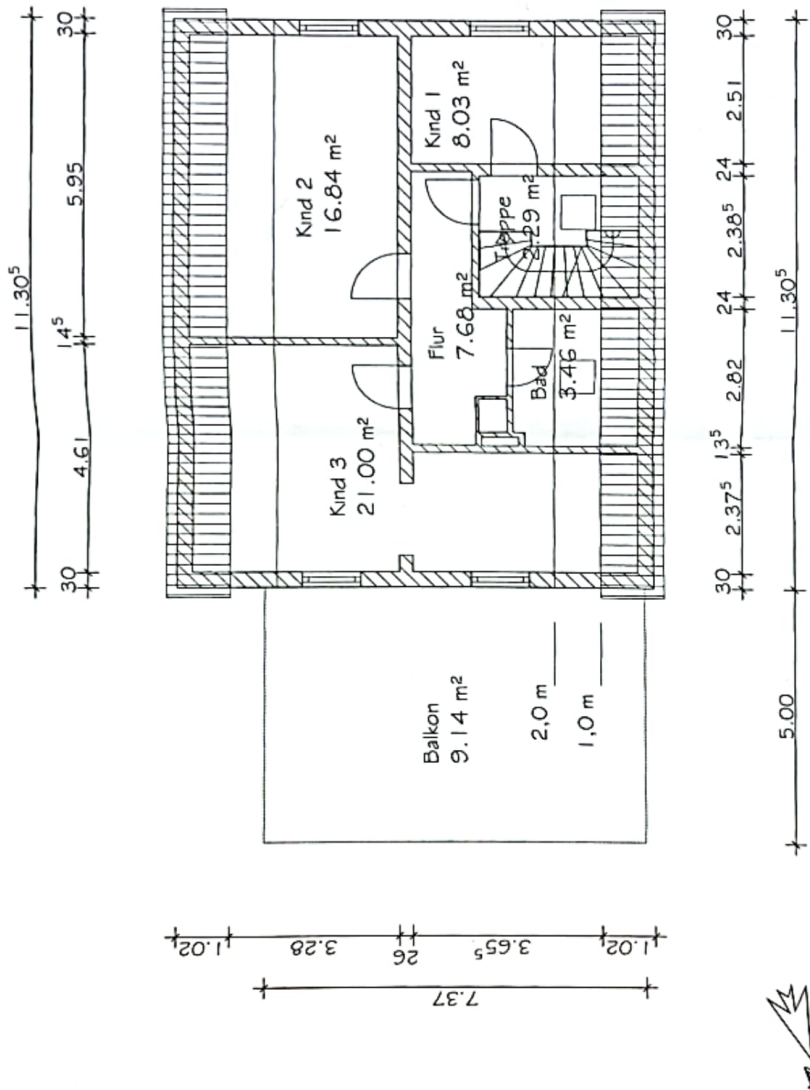 Kind 2
16.84 m²
Kind 1
8.03 m²
Treppe
2.29 m²
Flur
7.68 m²
Bad
3.46 m²
Kind 3
21.00 m²
Balkon
9.14 m²
2,0 m
1,0 m
11.30⁵
30
5.95
14⁵
4.61
30
30
2.51
24
2.38⁵
24
2.82
13⁵
2.37⁵
30
11.30⁵
5.00
1.02
3.28
26
3.65⁵
1.02
7.37